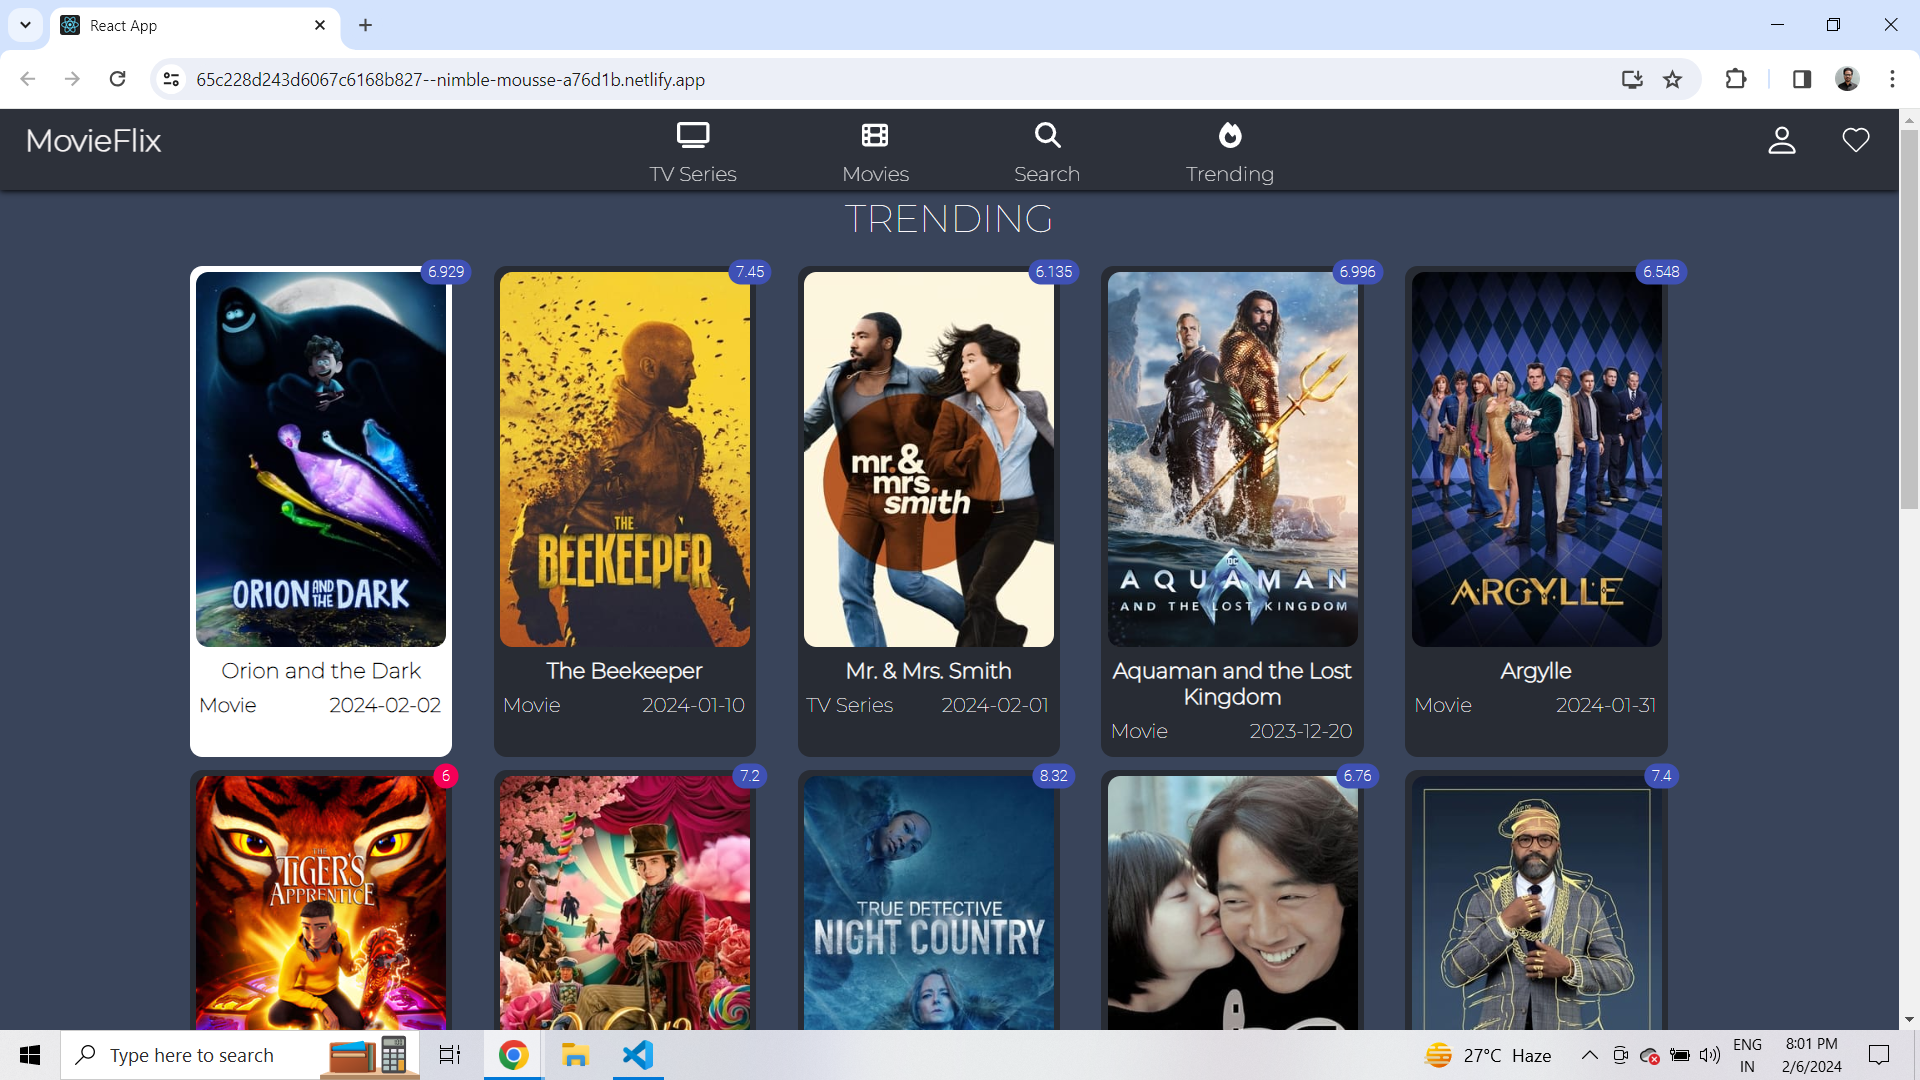 React App
65c228d243d6067c6168b827--nimble-mousse-a76d1b.netlify.app
MovieFlix
TV Series
Movies
Search
Trending
TRENDING
6.929
7.45
6.135
6.996
6.548
ORION AND THE DARK
THE
BEEKEEPER
mr. &
mrs.
smith
DC
AQUAMAN
AND THE LOST KINGDOM
ARGYLLE
Orion and the Dark
Movie 2024-02-02
The Beekeeper
Movie 2024-01-10
Mr. & Mrs. Smith
TV Series 2024-02-01
Aquaman and the Lost
Kingdom
Movie 2023-12-20
Argylle
Movie 2024-01-31
6
7.2
8.32
6.76
7.4
THE
TIGER'S
APPRENTICE
TRUE DETECTIVE
NIGHT COUNTRY
Type here to search
27°C Haze
ENG
IN
8:01 PM
2/6/2024